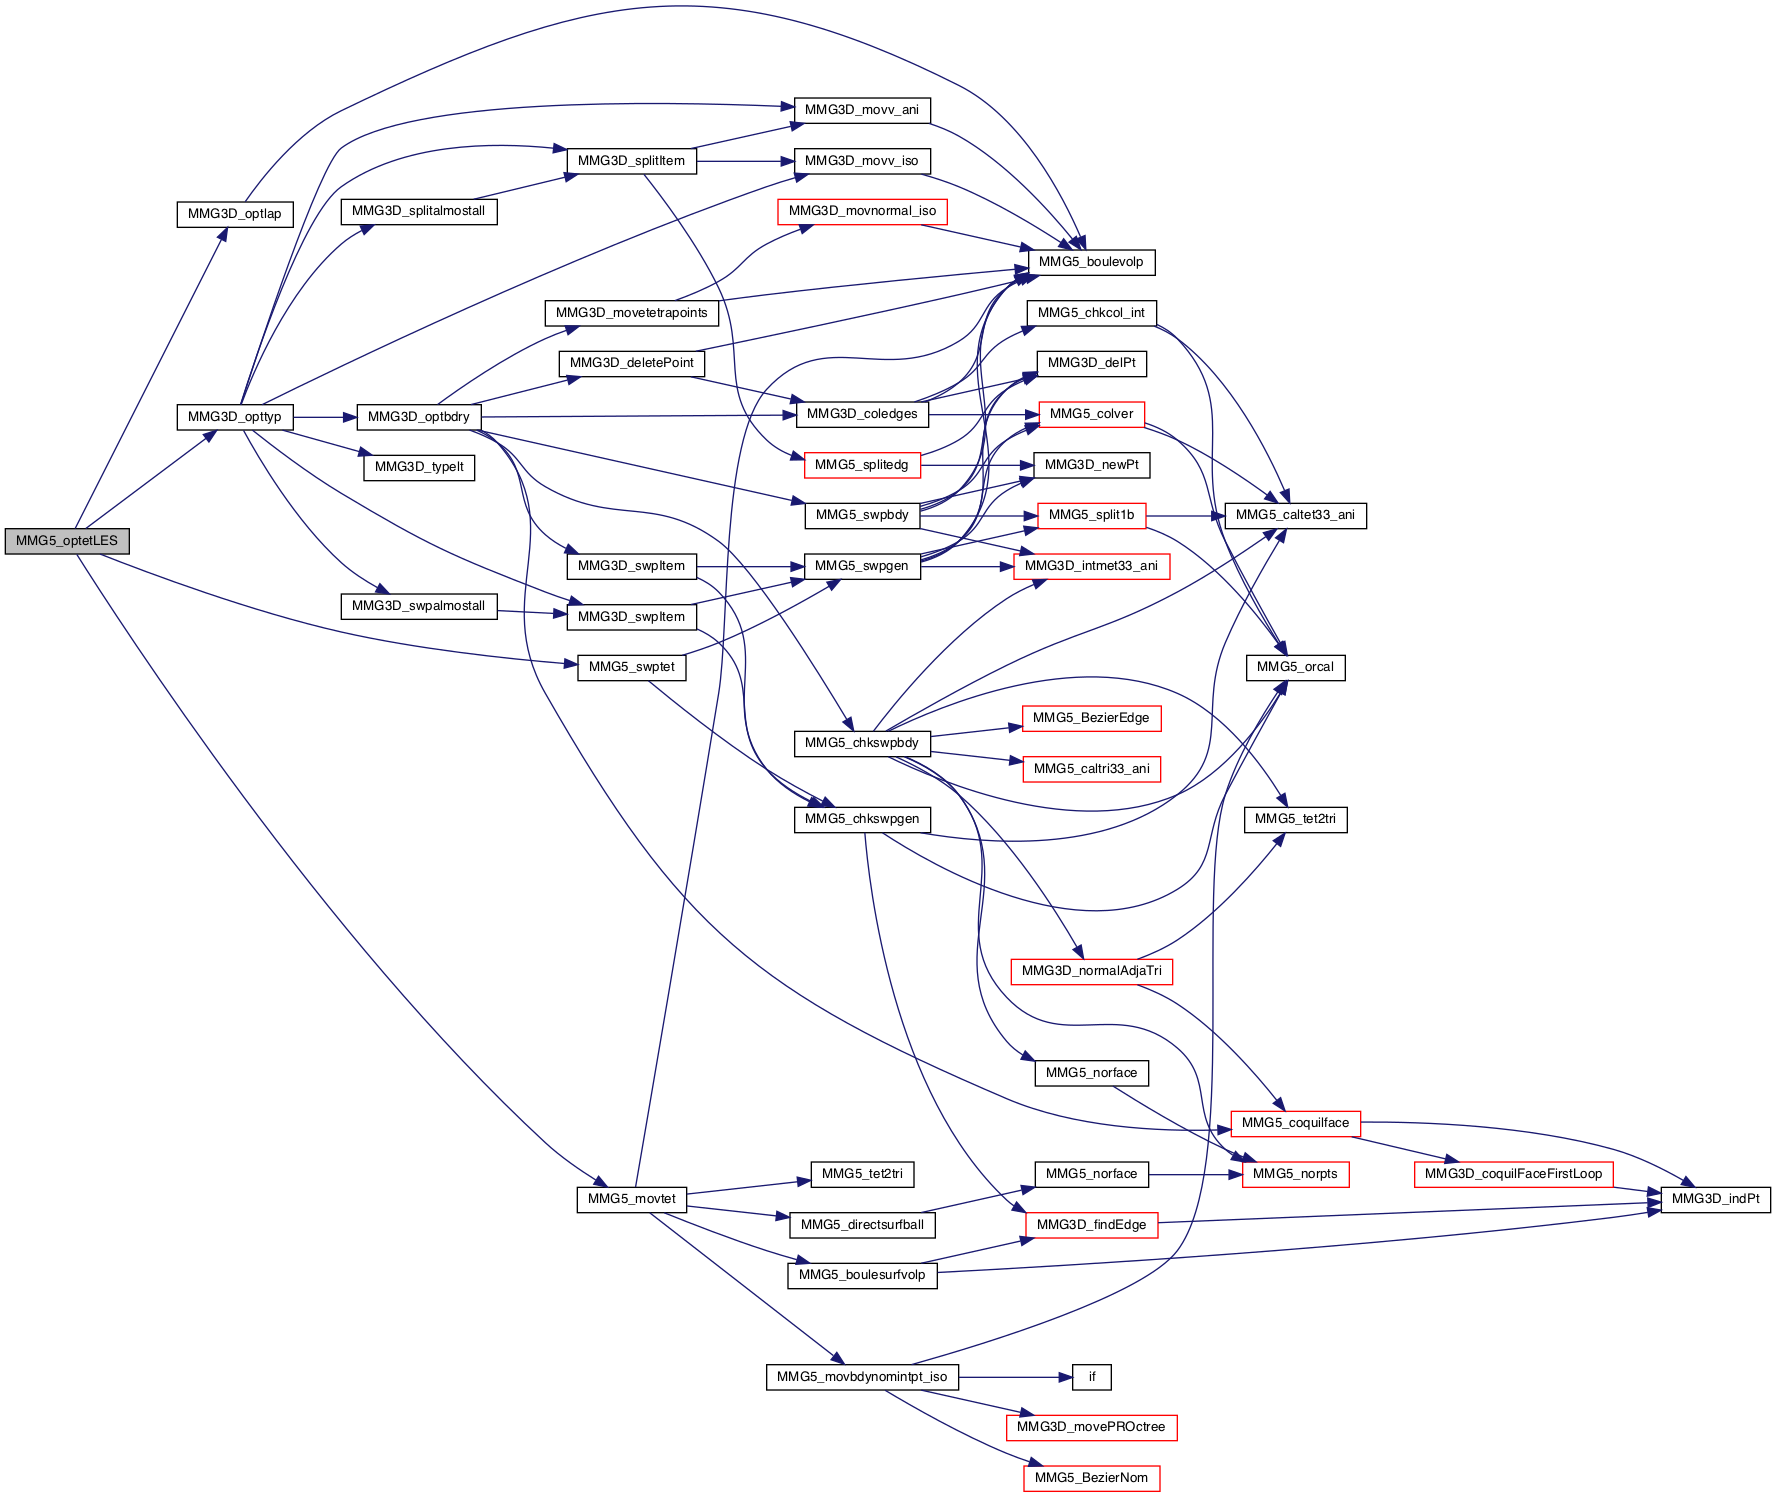 MMG5_optetLES
MMG3D_optlap
MMG3D_opttyp
MMG3D_splitalmostall
MMG3D_optbdry
MMG3D_typelt
MMG3D_swpalmostall
MMG3D_splitItem
MMG3D_movetetrapoints
MMG3D_deletePoint
MMG3D_swpItem
MMG3D_swpItem
MMG5_swptet
MMG5_movtet
MMG3D_movv_ani
MMG3D_movv_iso
MMG3D_movnormal_iso
MMG3D_coledges
MMG5_splitedg
MMG5_swpbdy
MMG5_swpgen
MMG5_chkswpbdy
MMG5_chkswpgen
MMG5_tet2tri
MMG5_directsurfball
MMG5_boulesurfvolp
MMG5_movbdynomintpt_iso
MMG5_boulevolp
MMG5_chkcol_int
MMG3D_delPt
MMG5_colver
MMG3D_newPt
MMG5_split1b
MMG3D_intmet33_ani
MMG5_BezierEdge
MMG5_caltri33_ani
MMG3D_normalAdjaTri
MMG5_norface
MMG5_norface
MMG3D_findEdge
if
MMG3D_movePROctree
MMG5_BezierNom
MMG5_caltet33_ani
MMG5_orcal
MMG5_tet2tri
MMG5_coquilface
MMG5_norpts
MMG3D_coquilFaceFirstLoop
MMG3D_indPt